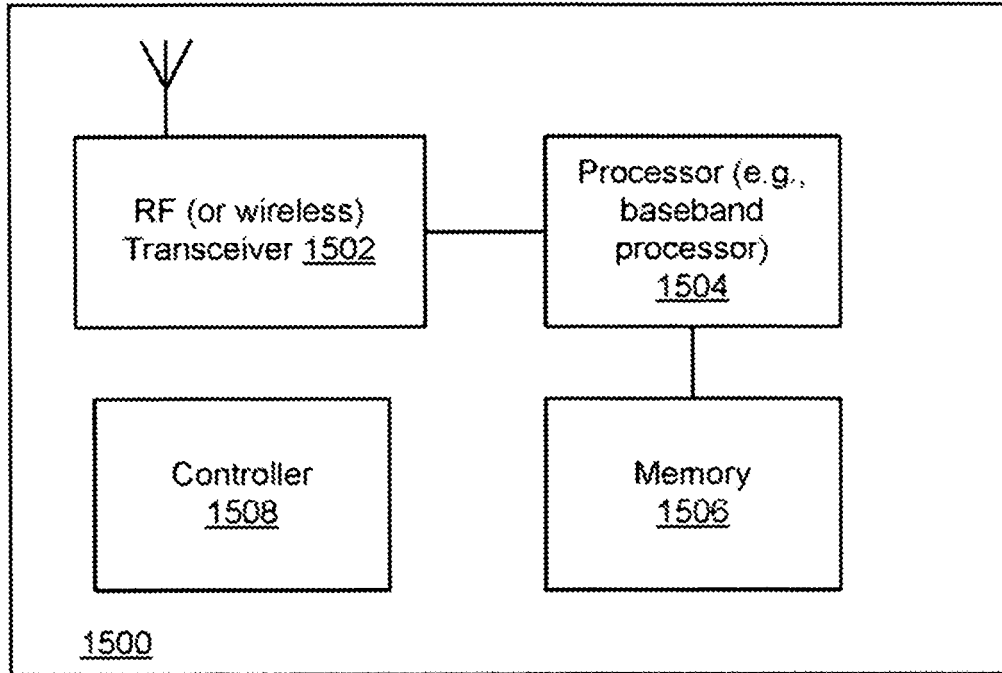 RF (or wireless)
Transceiver 1502
Processor (e.g.,
baseband
processor)
1504
Controller
1508
Memory
1506
1500